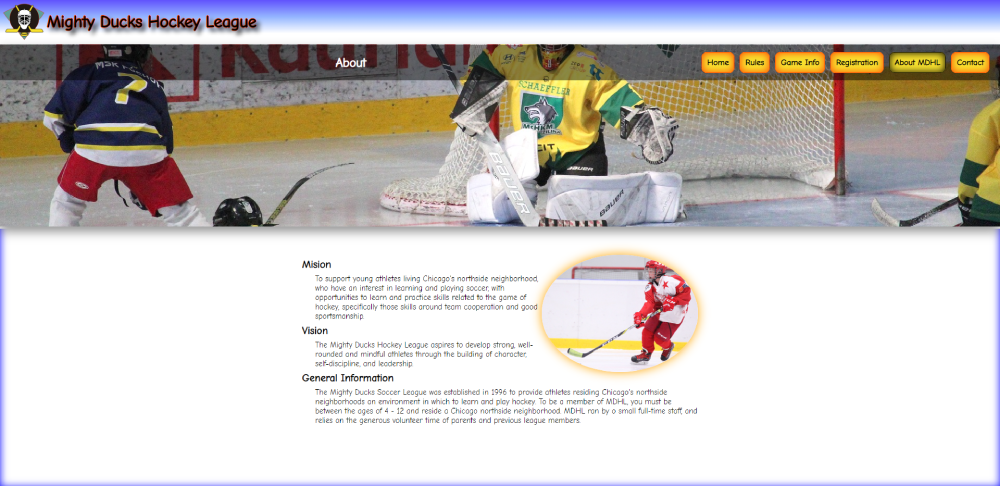 Mighty Ducks Hockey League
About
Home Rules Game Info Registration About MDHL Contact
7
SCHAEFFLER
BAUER
BAUER
BAUER
Mision
To support young athletes living Chicago's northside neighborhood,
who have an interest in learning and playing soccer, with
opportunities to learn and practice skills related to the game of
hockey, specifically those skills around team cooperation and good
sportsmanship.
Vision
The Mighty Ducks Hockey League aspires to develop strong, well-
rounded and mindful athletes through the building of character,
self-discipline, and leadership.
General Information
The Mighty Ducks Soccer League was established in 1996 to provide athletes residing Chicago's northside
neighborhoods an environment in which to learn and play hockey. To be a member of MDHL, you must be
between the ages of 4 - 12 and reside a Chicago northside neighborhood. MDHL ran by a small full-time staff, and
relies on the generous volunteer time of parents and previous league members.